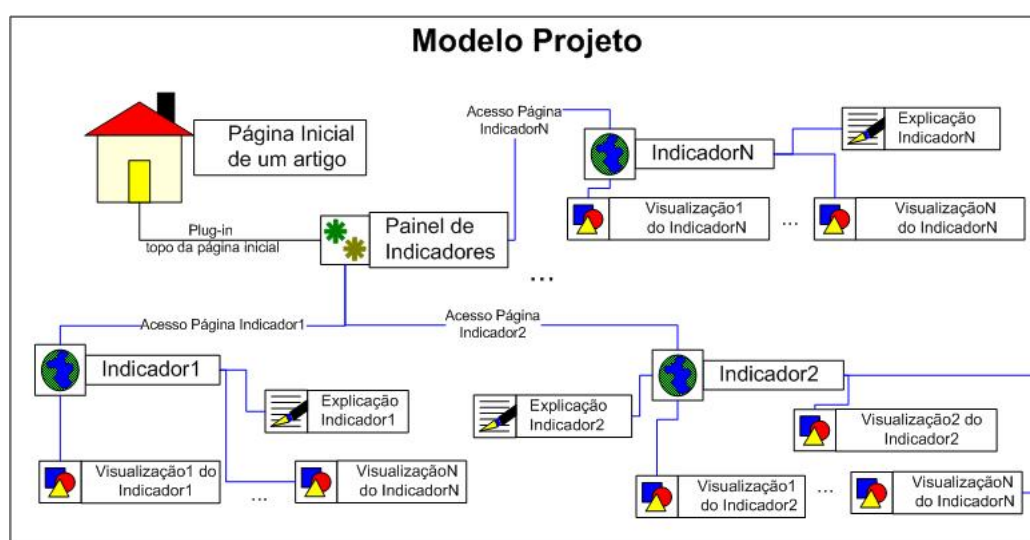 Modelo Projeto
Página Inicial
de um artigo
Plug-in
topo da página inicial
Painel de
Indicadores
Acesso Página
IndicadorN
IndicadorN
Explicação
IndicadorN
Visualização1
do IndicadorN
...
VisualizaçãoN
do IndicadorN
...
Acesso Página Indicador1
Acesso Página
Indicador2
Indicador1
Explicação
Indicador1
Visualização1 do
Indicador1
...
VisualizaçãoN
do IndicadorN
Indicador2
Explicação
Indicador2
Visualização2 do
Indicador2
Visualização1
do Indicador2
...
VisualizaçãoN
do IndicadorN